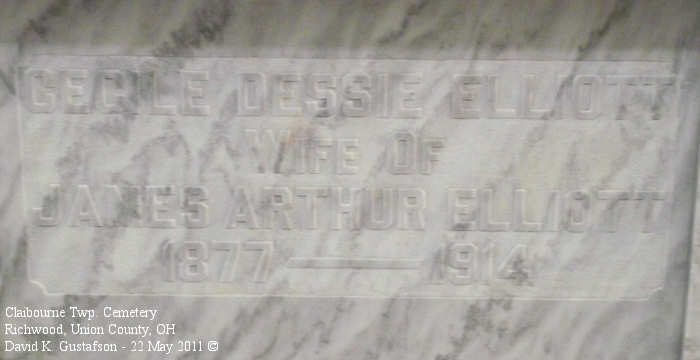 CECILE DESSIE ELLIOTT
WIFE OF
JAMES ARTHUR ELLIOTT
1877 — 1914
Claibourne Twp. Cemetery
Richwood, Union County, OH
David K. Gustafson - 22 May 2011 ©